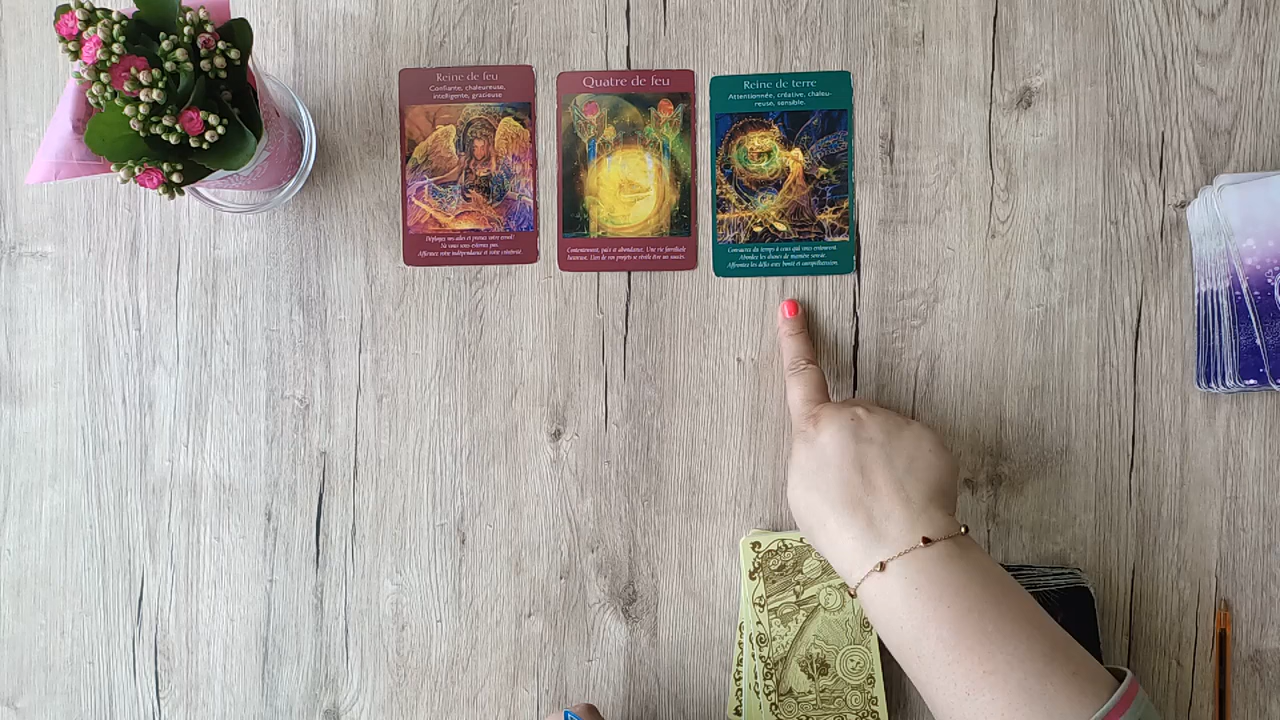 Reine de feu
Confiante, chaleureuse,
intelligente, gracieuse
Déployez vos ailes et prenez votre envol!
Ne vous sous-estimez pas.
Affirmez votre indépendance et votre créativité.
Quatre de feu
Contentement, paix et abondance. Une vie familiale
heureuse. L'un de vos projets se révèle être un succès.
Reine de terre
Attentionnée, créative, chaleu-
reuse, sensible.
Consacrez du temps à ceux qui vous entourent.
Abordez les choses de manière sensée.
Affrontez les défis avec bonté et compréhension.